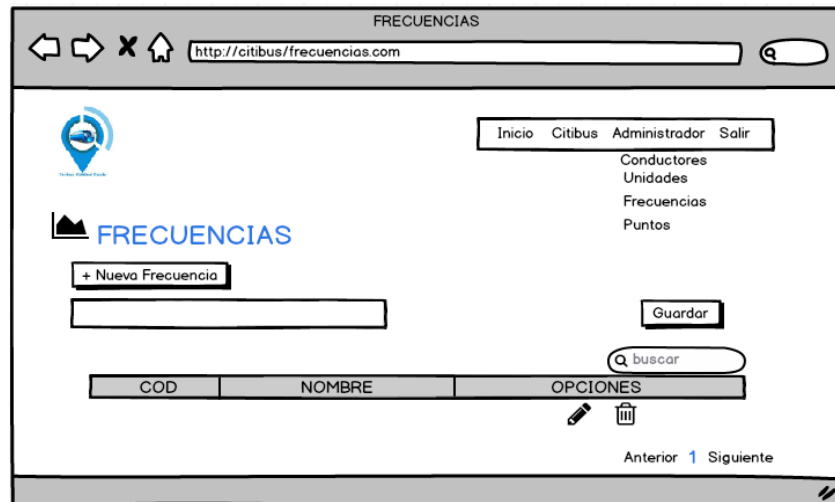 FRECUENCIAS
http://citibus/frecuencias.com
Inicio Citibus Administrador Salir
Conductores
Unidades
Frecuencias
Puntos
FRECUENCIAS
+ Nueva Frecuencia
Guardar
buscar
COD NOMBRE OPCIONES
Anterior 1 Siguiente